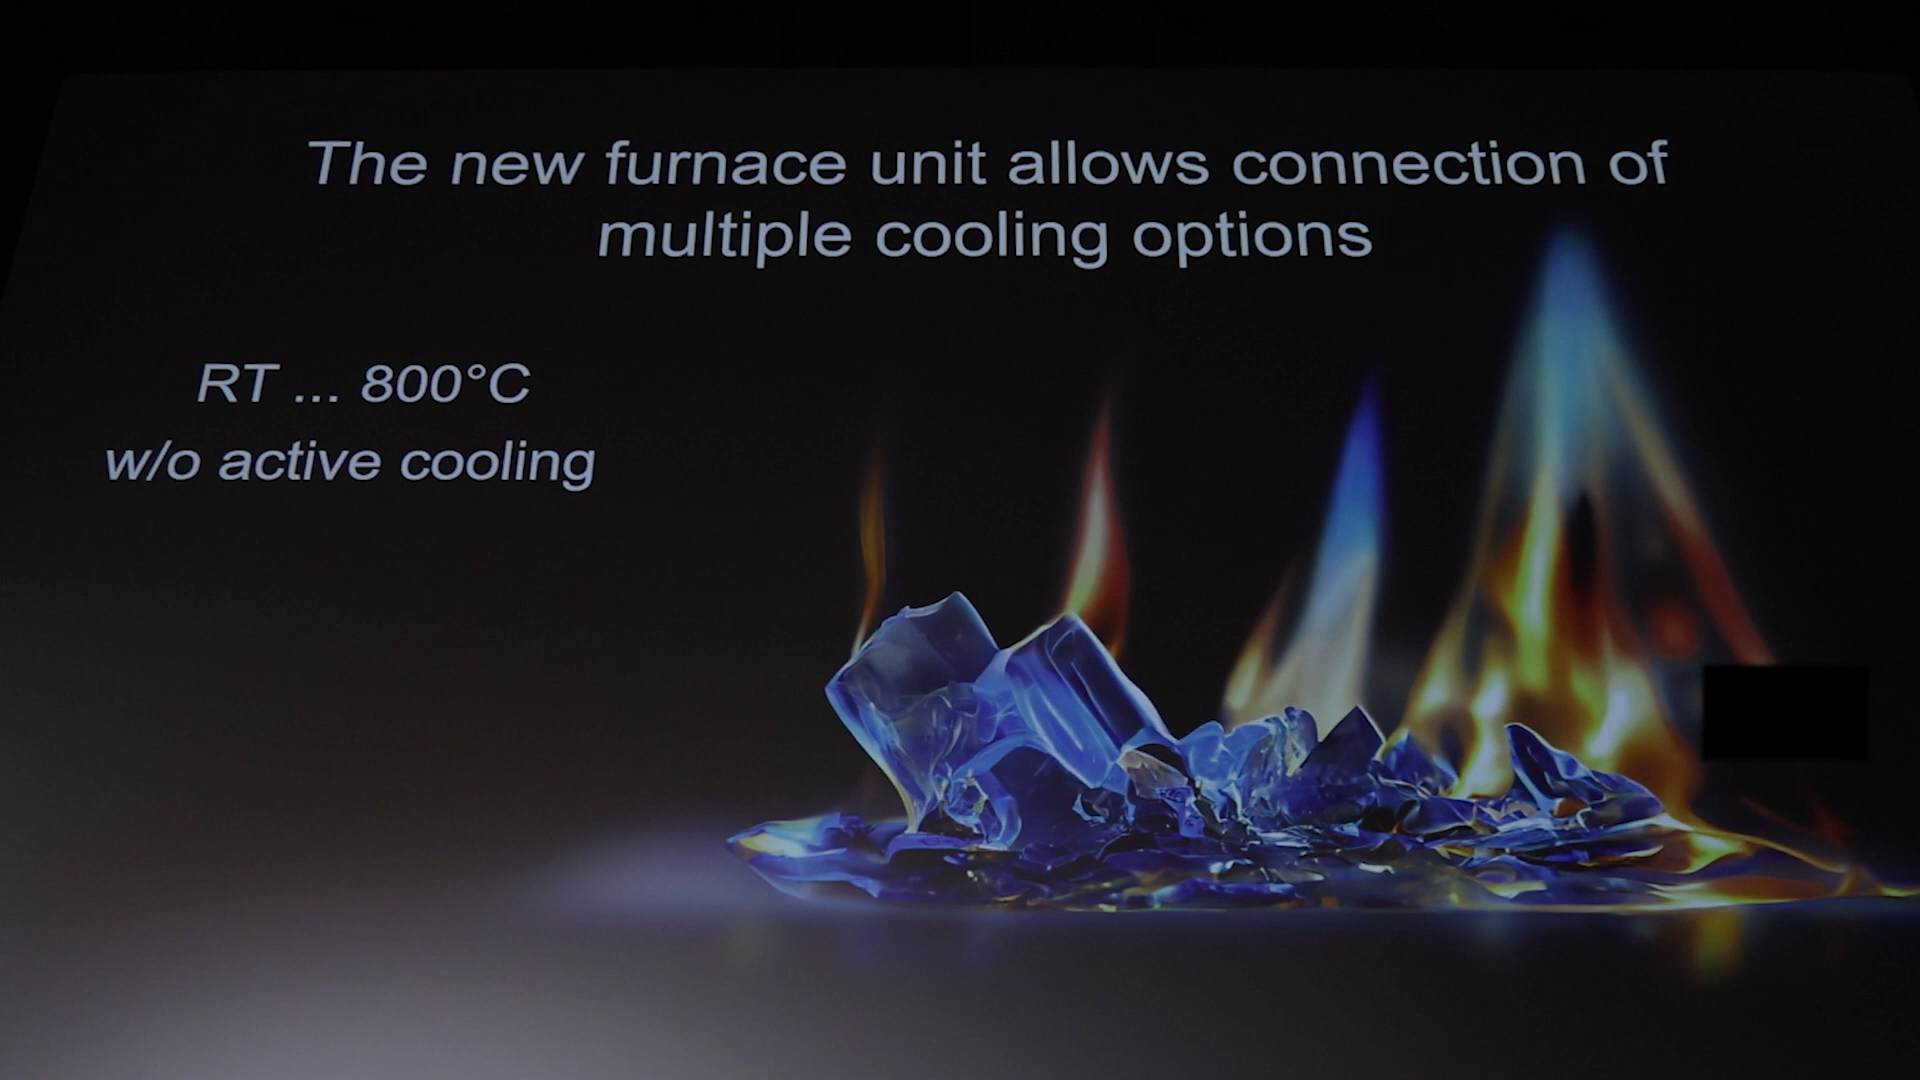 The new furnace unit allows connection of
multiple cooling options
RT ... 800°C
w/o active cooling